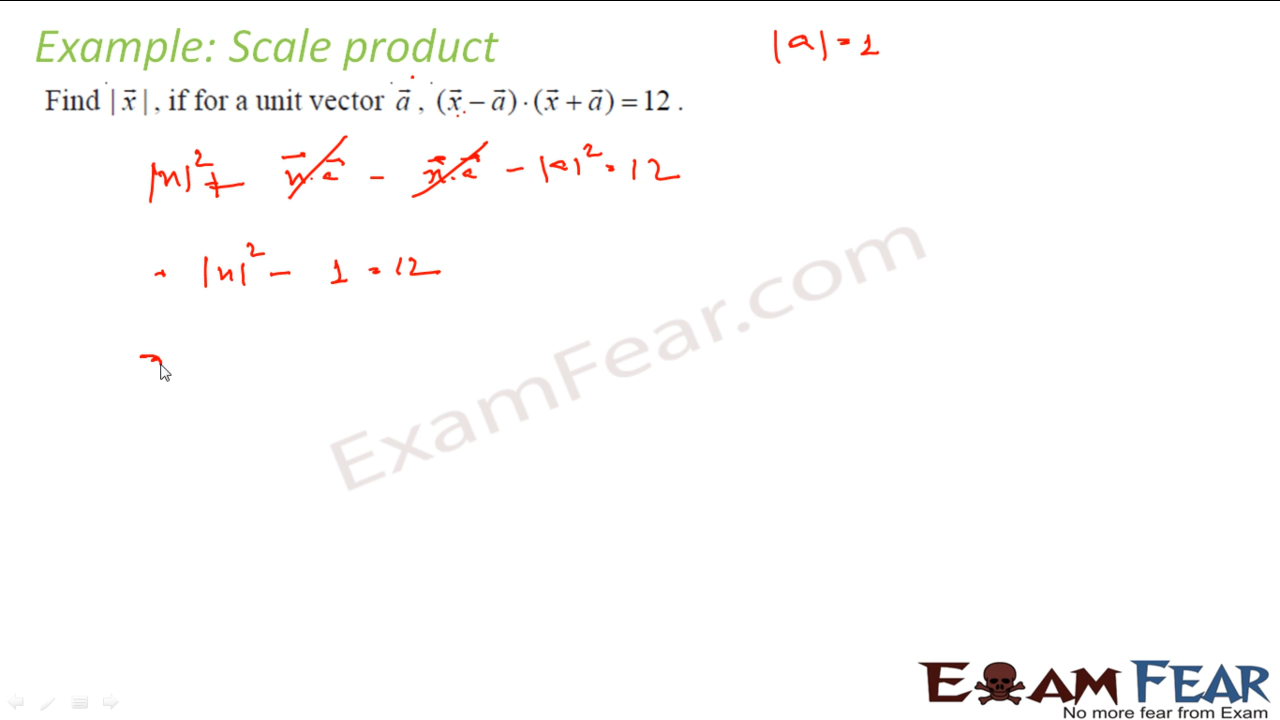 Example: Scale product
|a| = 1
Find | x⃗ |, if for a unit vector a⃗ , (x⃗ − a⃗) · (x⃗ + a⃗) = 12 .
|x|² + x⃗.a⃗ - x⃗.a⃗ - |a|² = 12
= |x|² - 1 = 12
ExamFear.com
EXAM FEAR
No more fear from Exam